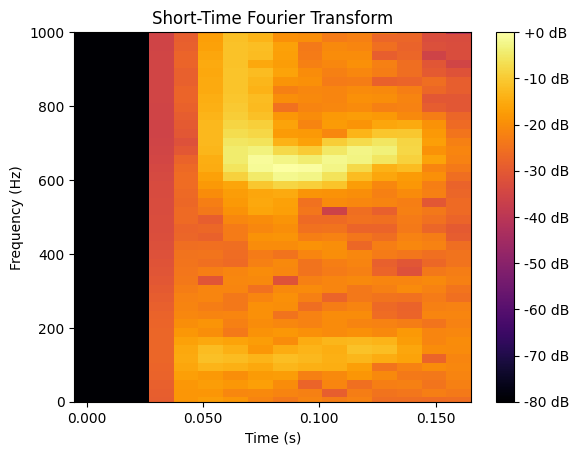 Short-Time Fourier Transform
Frequency (Hz)
1000
800
600
400
200
0
0.000
0.050
0.100
0.150
Time (s)
+0 dB
-10 dB
-20 dB
-30 dB
-40 dB
-50 dB
-60 dB
-70 dB
-80 dB